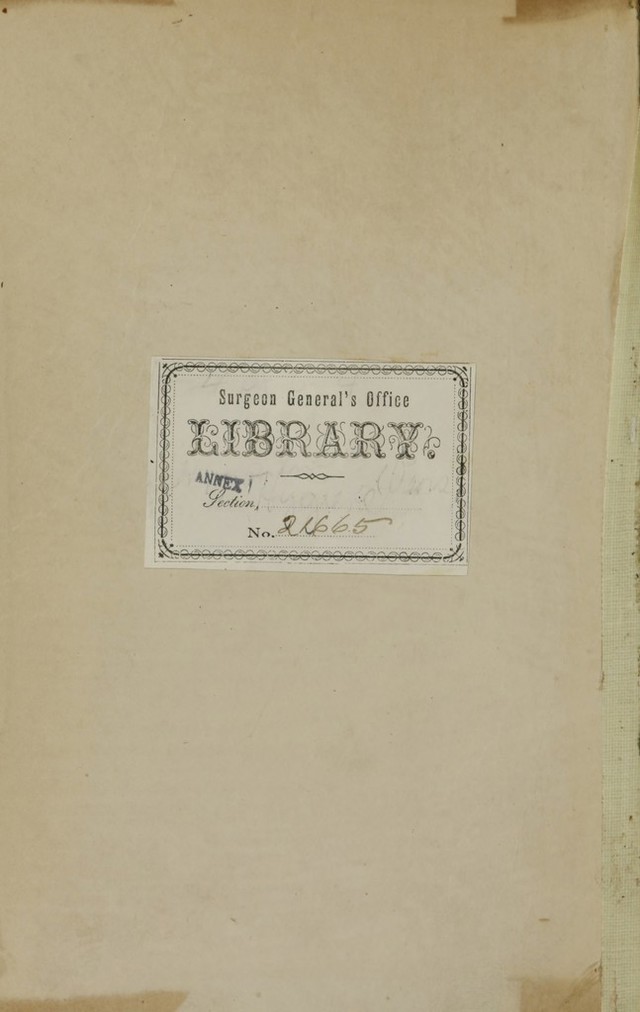 Surgeon General's Office
LIBRARY.
ANNEX
Section,
No. 21665